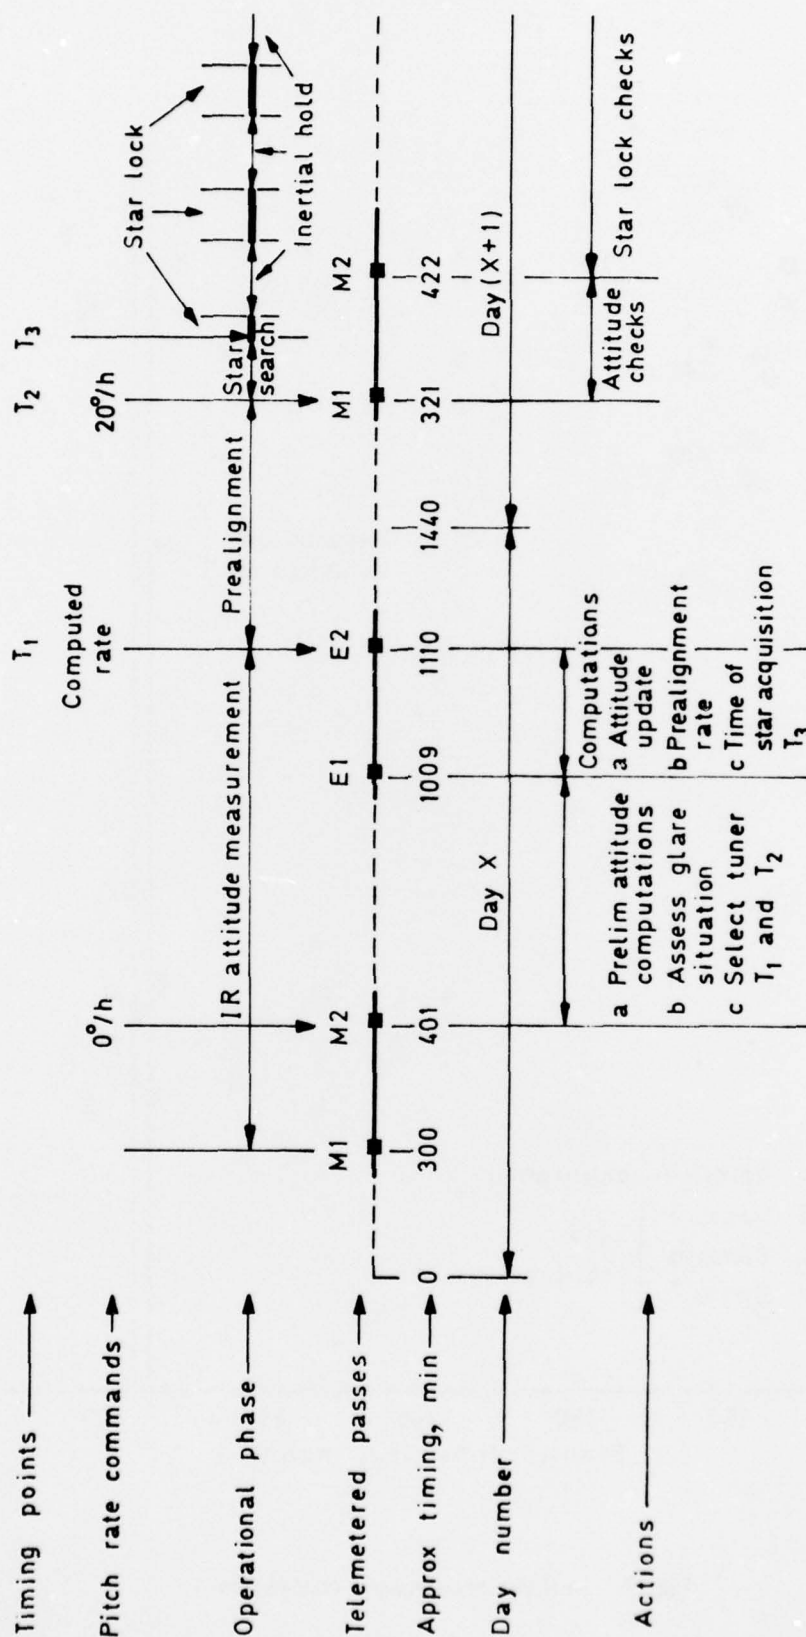 Timing points
T1
T2
T3
Pitch rate commands
0°/h
Computed
rate
20°/h
Operational phase
IR attitude measurement
Prealignment
Star
search
Star lock
Inertial hold
Telemetered passes
M1
M2
E1
E2
M1
M2
Approx timing, min
0
300
401
1009
1110
1440
321
422
Day number
Day X
Day (X+1)
Actions
a Prelim attitude
computations
b Assess glare
situation
c Select tuner
T1 and T2
Computations
a Attitude
update
b Prealignment
rate
c Time of
star acquisition
T3
Attitude
checks
Star lock checks